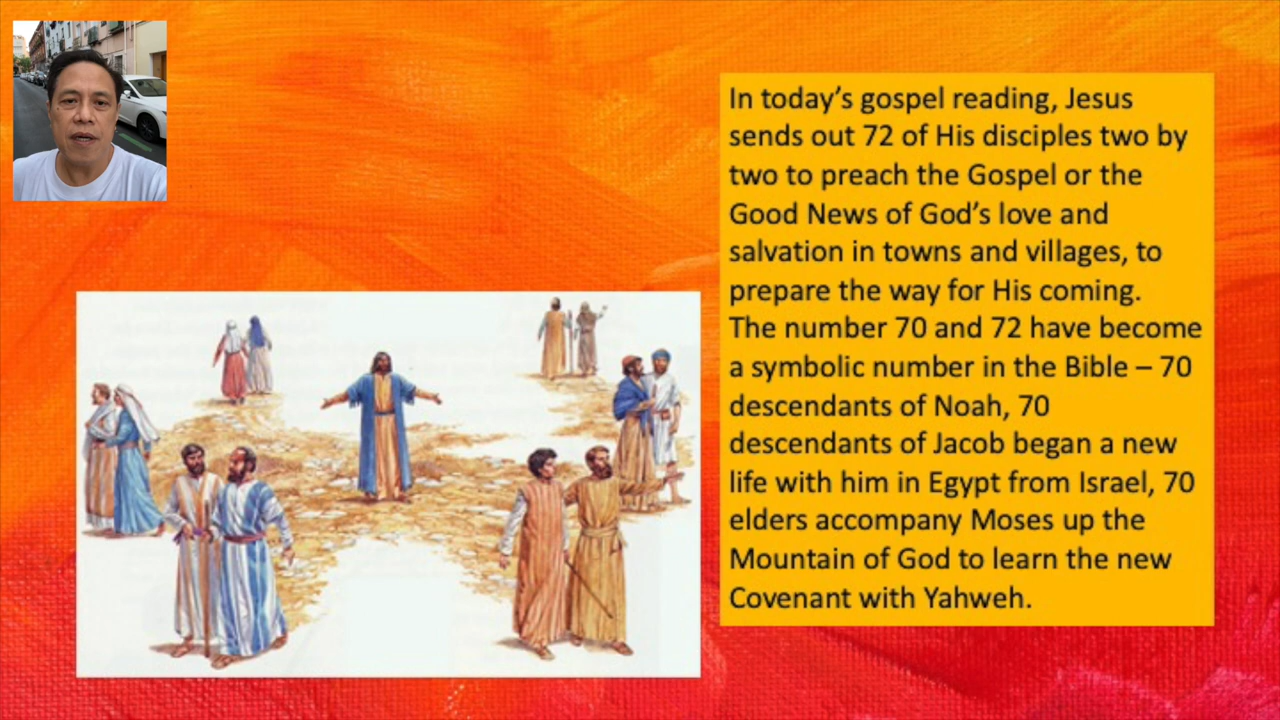 In today’s gospel reading, Jesus
sends out 72 of His disciples two by
two to preach the Gospel or the
Good News of God’s love and
salvation in towns and villages, to
prepare the way for His coming.
The number 70 and 72 have become
a symbolic number in the Bible – 70
descendants of Noah, 70
descendants of Jacob began a new
life with him in Egypt from Israel, 70
elders accompany Moses up the
Mountain of God to learn the new
Covenant with Yahweh.